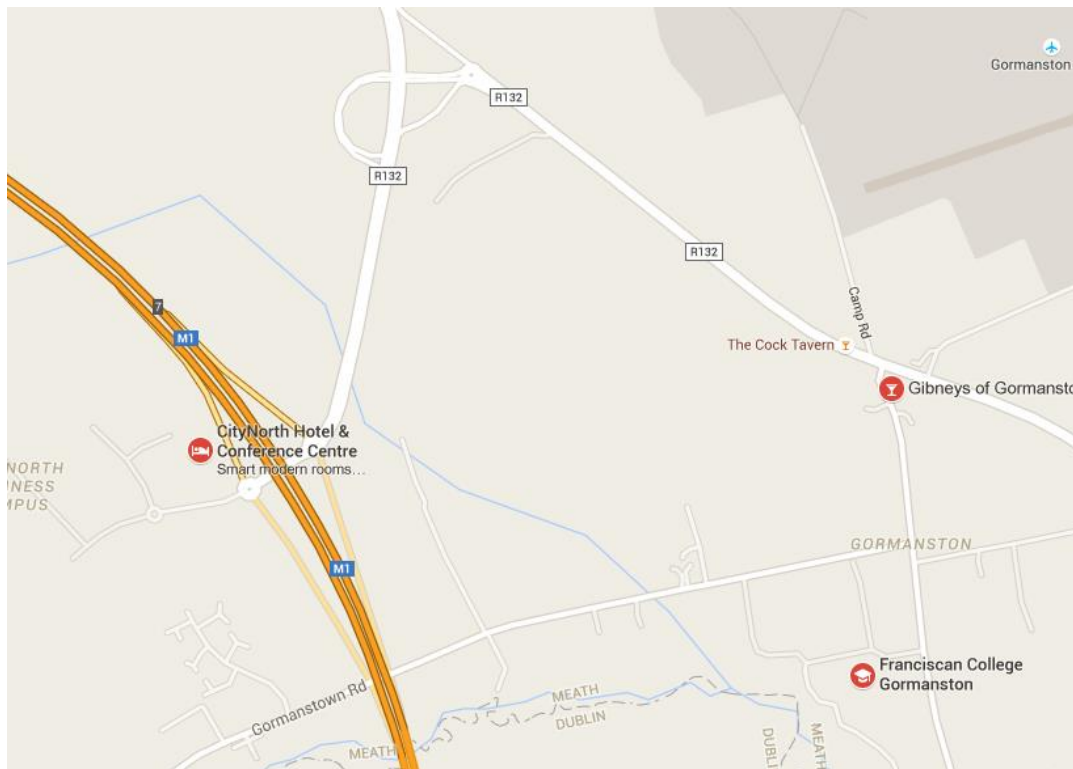 Gormanston
R132
R132
R132
Camp Rd
The Cock Tavern
7
M1
Gibneys of Gormansto
CityNorth Hotel &
Conference Centre
Smart modern rooms...
NORTH
INESS
MPUS
GORMANSTON
M1
Franciscan College
Gormanston
Gormanstown Rd
MEATH
DUBLIN
MEATH
DUBLIN
MEATH